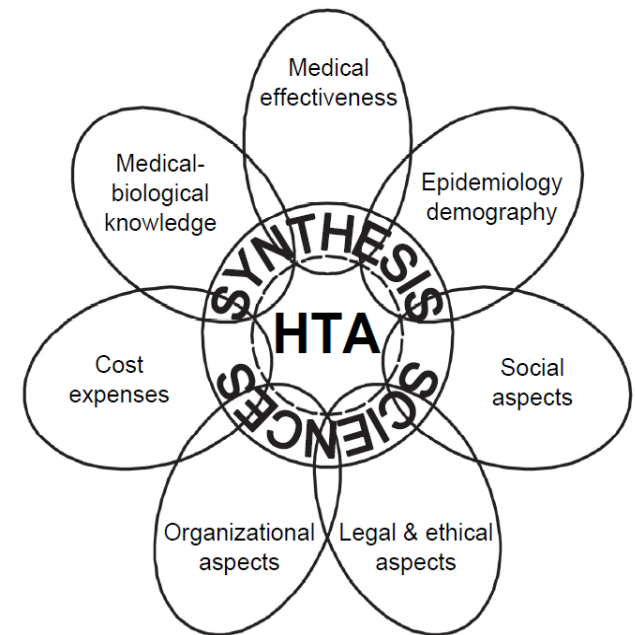 Medical
effectiveness
Medical-
biological
knowledge
Epidemiology
demography
SYNTHESIS
HTA
SCIENCES
Cost
expenses
Social
aspects
Organizational
aspects
Legal & ethical
aspects